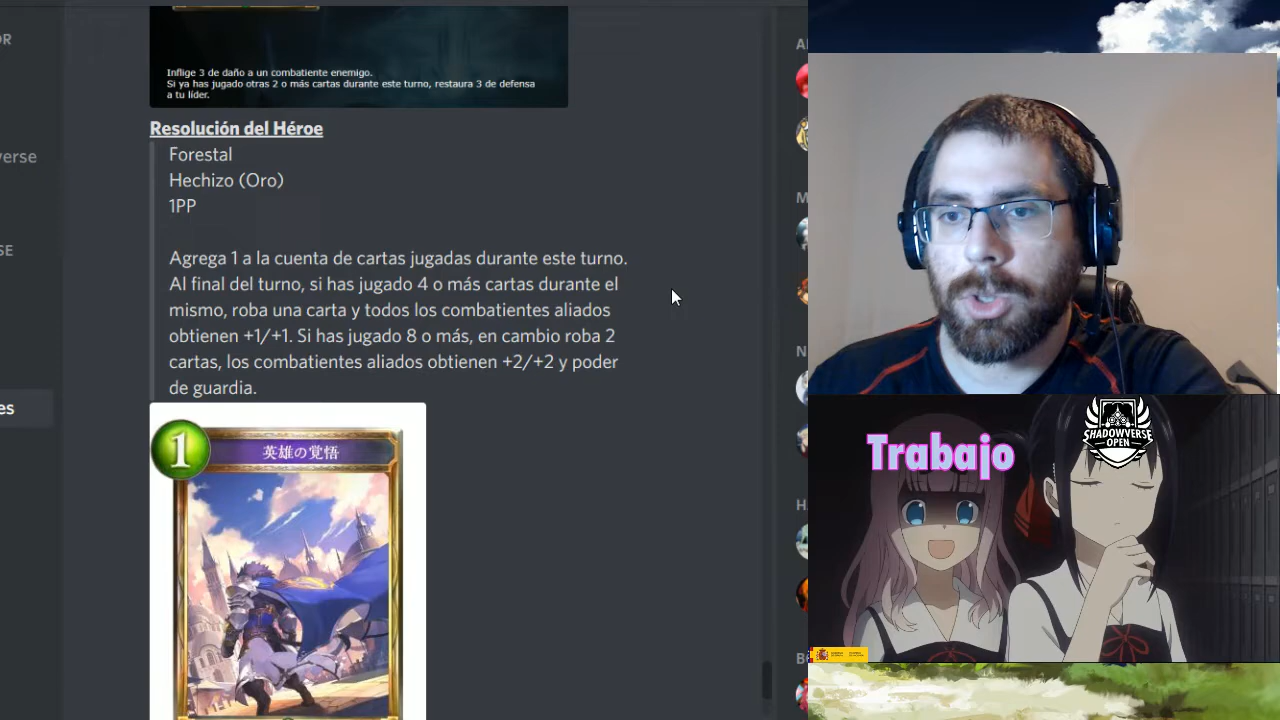 OR
Inflige 3 de daño a un combatiente enemigo.
Si ya has jugado otras 2 o más cartas durante este turno, restaura 3 de defensa
a tu líder.
Resolución del Héroe
Forestal
verse
Hechizo (Oro)
1PP
SE
Agrega 1 a la cuenta de cartas jugadas durante este turno.
Al final del turno, si has jugado 4 o más cartas durante el
mismo, roba una carta y todos los combatientes aliados
obtienen +1/+1. Si has jugado 8 o más, en cambio roba 2
cartas, los combatientes aliados obtienen +2/+2 y poder
de guardia.
es
1
英雄の覚悟
Trabajo
SHADOWVERSE
OPEN